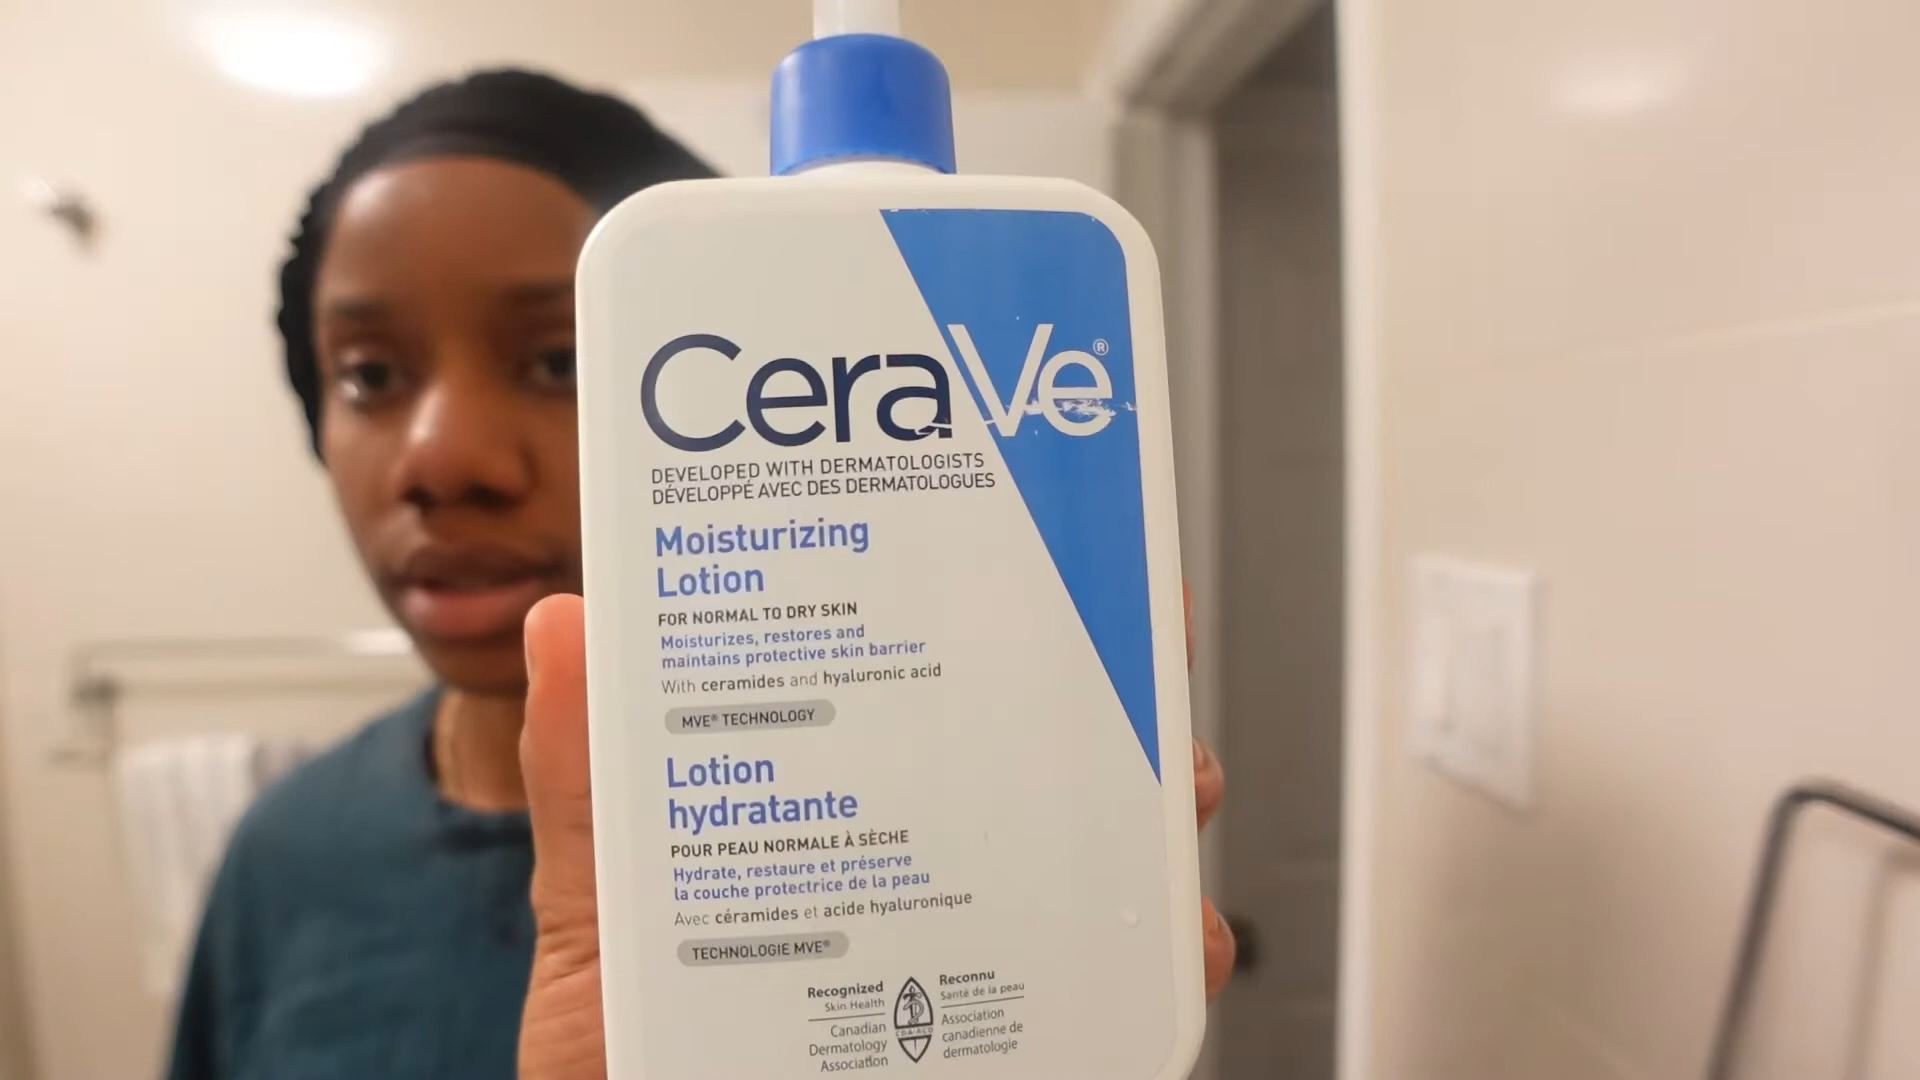 CeraVe®
DEVELOPED WITH DERMATOLOGISTS
DÉVELOPPÉ AVEC DES DERMATOLOGUES
Moisturizing
Lotion
FOR NORMAL TO DRY SKIN
Moisturizes, restores and
maintains protective skin barrier
With ceramides and hyaluronic acid
MVE® TECHNOLOGY
Lotion
hydratante
POUR PEAU NORMALE À SÈCHE
Hydrate, restaure et préserve
la couche protectrice de la peau
Avec céramides et acide hyaluronique
TECHNOLOGIE MVE®
Recognized
Skin Health
Canadian
Dermatology
Association
CDA·ACD
Reconnu
Santé de la peau
Association
canadienne de
dermatologie